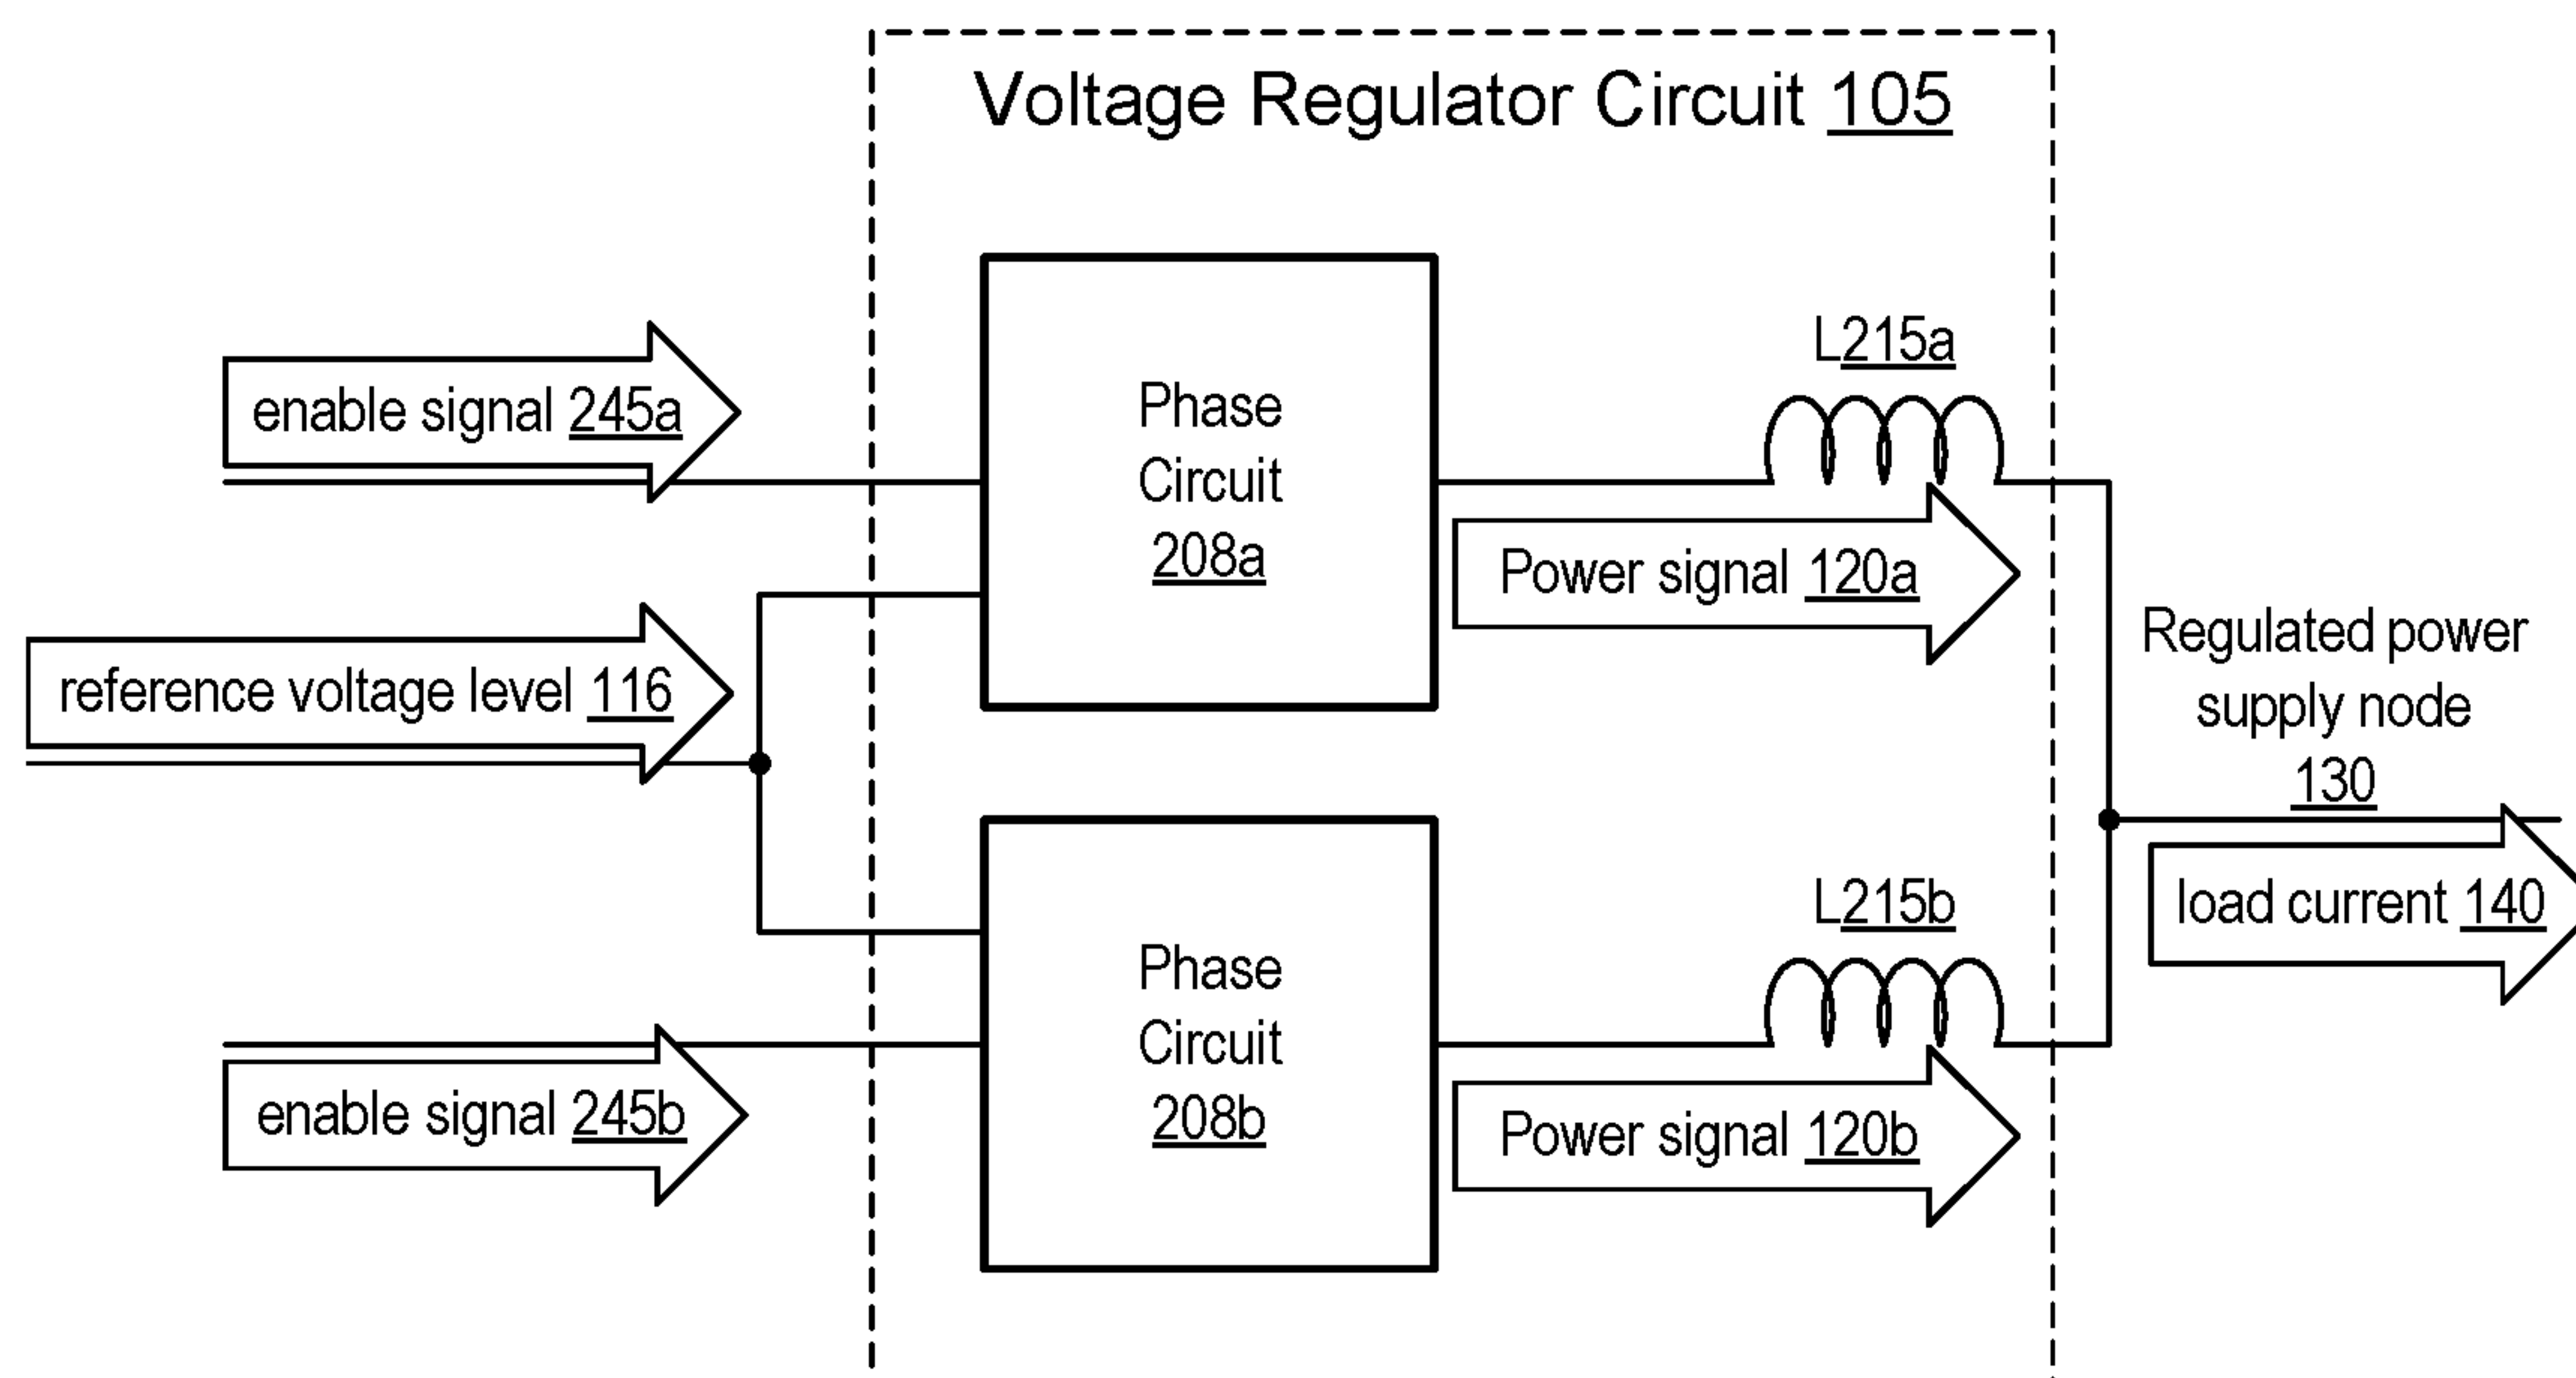 Voltage Regulator Circuit 105
enable signal 245a
Phase
Circuit
208a
L215a
Power signal 120a
reference voltage level 116
Regulated power
supply node
130
load current 140
Phase
Circuit
208b
L215b
Power signal 120b
enable signal 245b